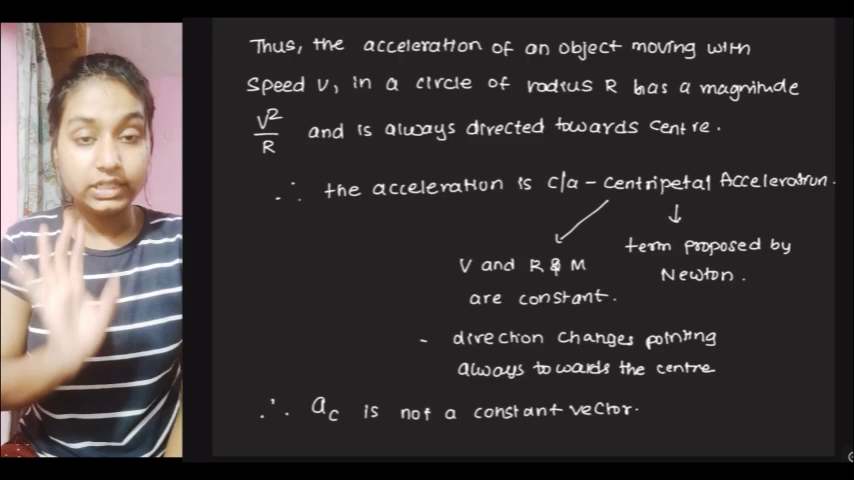 Thus, the acceleration of an object moving with
speed v, in a circle of radius R has a magnitude
V²/R and is always directed towards centre.
∴ the acceleration is c/a - centripetal Acceleration.
term proposed by
Newton.
V and R & M
are constant.
- direction changes pointing
always towards the centre
∴ ac is not a constant vector.